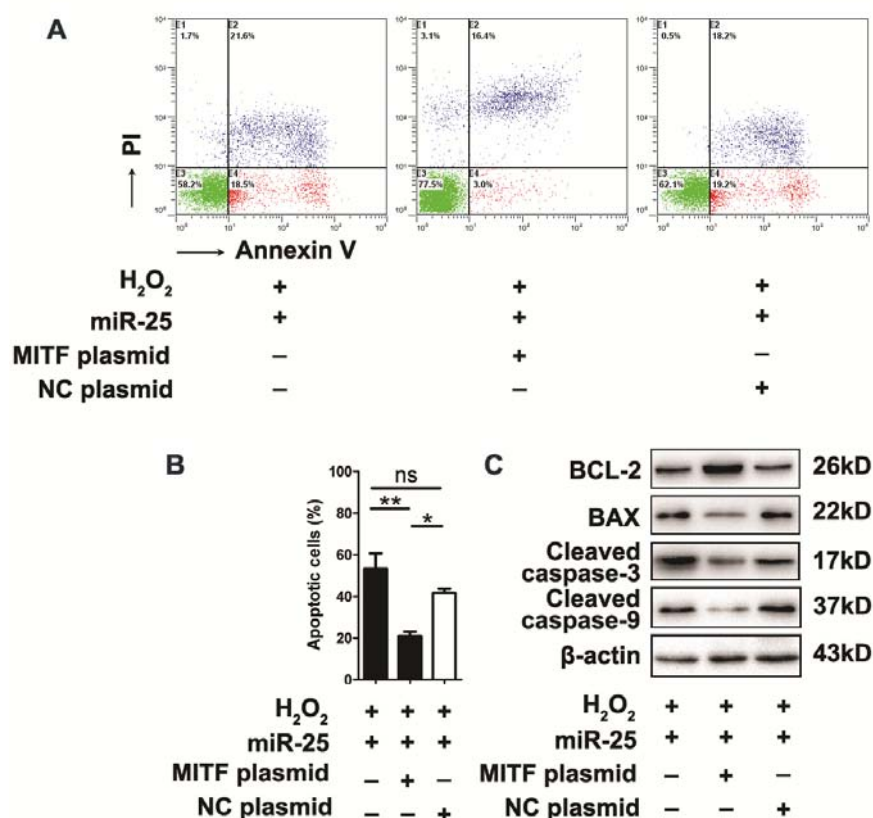 A
E1 1.7%
E2 21.6%
E3 58.2%
E4 18.5%
E1 3.1%
E2 16.4%
E3 77.5%
E4 3.0%
E1 0.5%
E2 18.2%
E3 62.1%
E4 19.2%
PI
Annexin V
H₂O₂ + + +
miR-25 + + +
MITF plasmid − + −
NC plasmid − − +
B
Apoptotic cells (%)
100
80
60
40
20
0
ns
**
*
H₂O₂ + + +
miR-25 + + +
MITF plasmid − + −
NC plasmid − − +
C
BCL-2 26kD
BAX 22kD
Cleaved
caspase-3 17kD
Cleaved
caspase-9 37kD
β-actin 43kD
H₂O₂ + + +
miR-25 + + +
MITF plasmid − + −
NC plasmid − − +